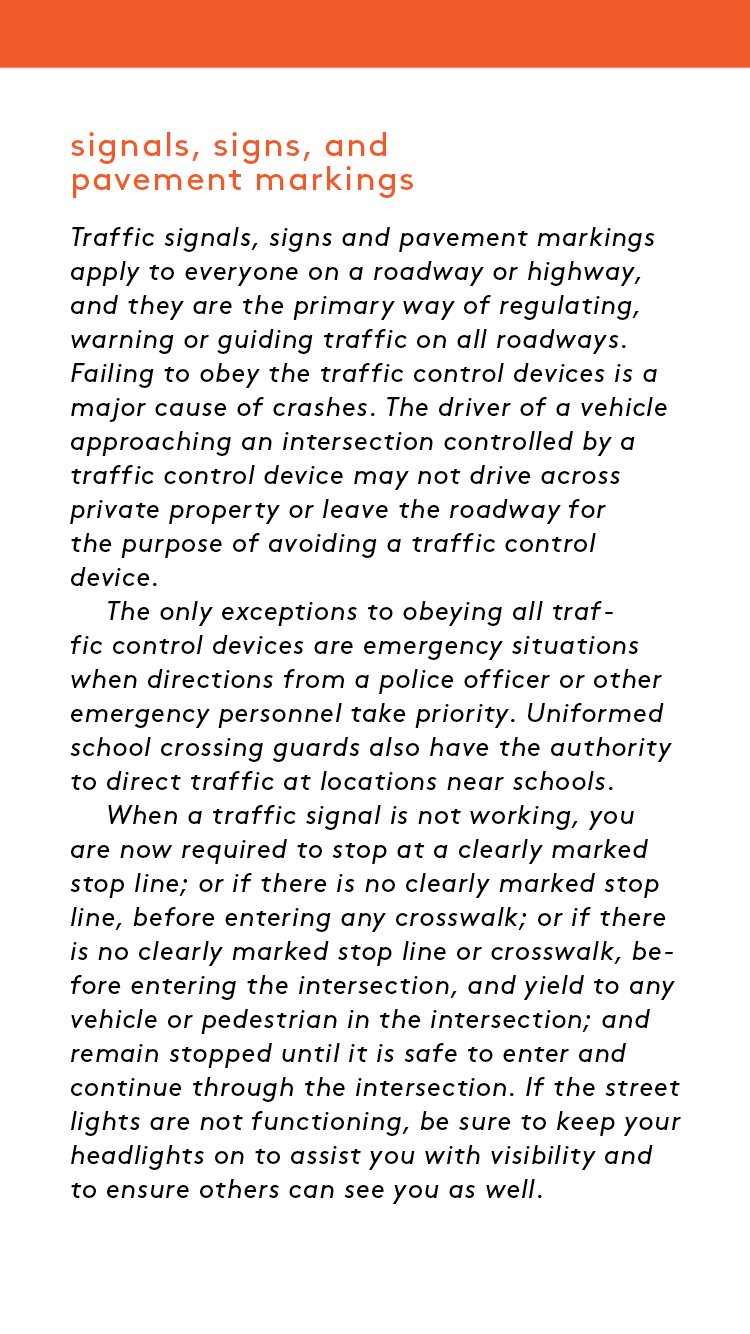 signals, signs, and
pavement markings
Traffic signals, signs and pavement markings
apply to everyone on a roadway or highway,
and they are the primary way of regulating,
warning or guiding traffic on all roadways.
Failing to obey the traffic control devices is a
major cause of crashes. The driver of a vehicle
approaching an intersection controlled by a
traffic control device may not drive across
private property or leave the roadway for
the purpose of avoiding a traffic control
device.
The only exceptions to obeying all traf-
fic control devices are emergency situations
when directions from a police officer or other
emergency personnel take priority. Uniformed
school crossing guards also have the authority
to direct traffic at locations near schools.
When a traffic signal is not working, you
are now required to stop at a clearly marked
stop line; or if there is no clearly marked stop
line, before entering any crosswalk; or if there
is no clearly marked stop line or crosswalk, be-
fore entering the intersection, and yield to any
vehicle or pedestrian in the intersection; and
remain stopped until it is safe to enter and
continue through the intersection. If the street
lights are not functioning, be sure to keep your
headlights on to assist you with visibility and
to ensure others can see you as well.